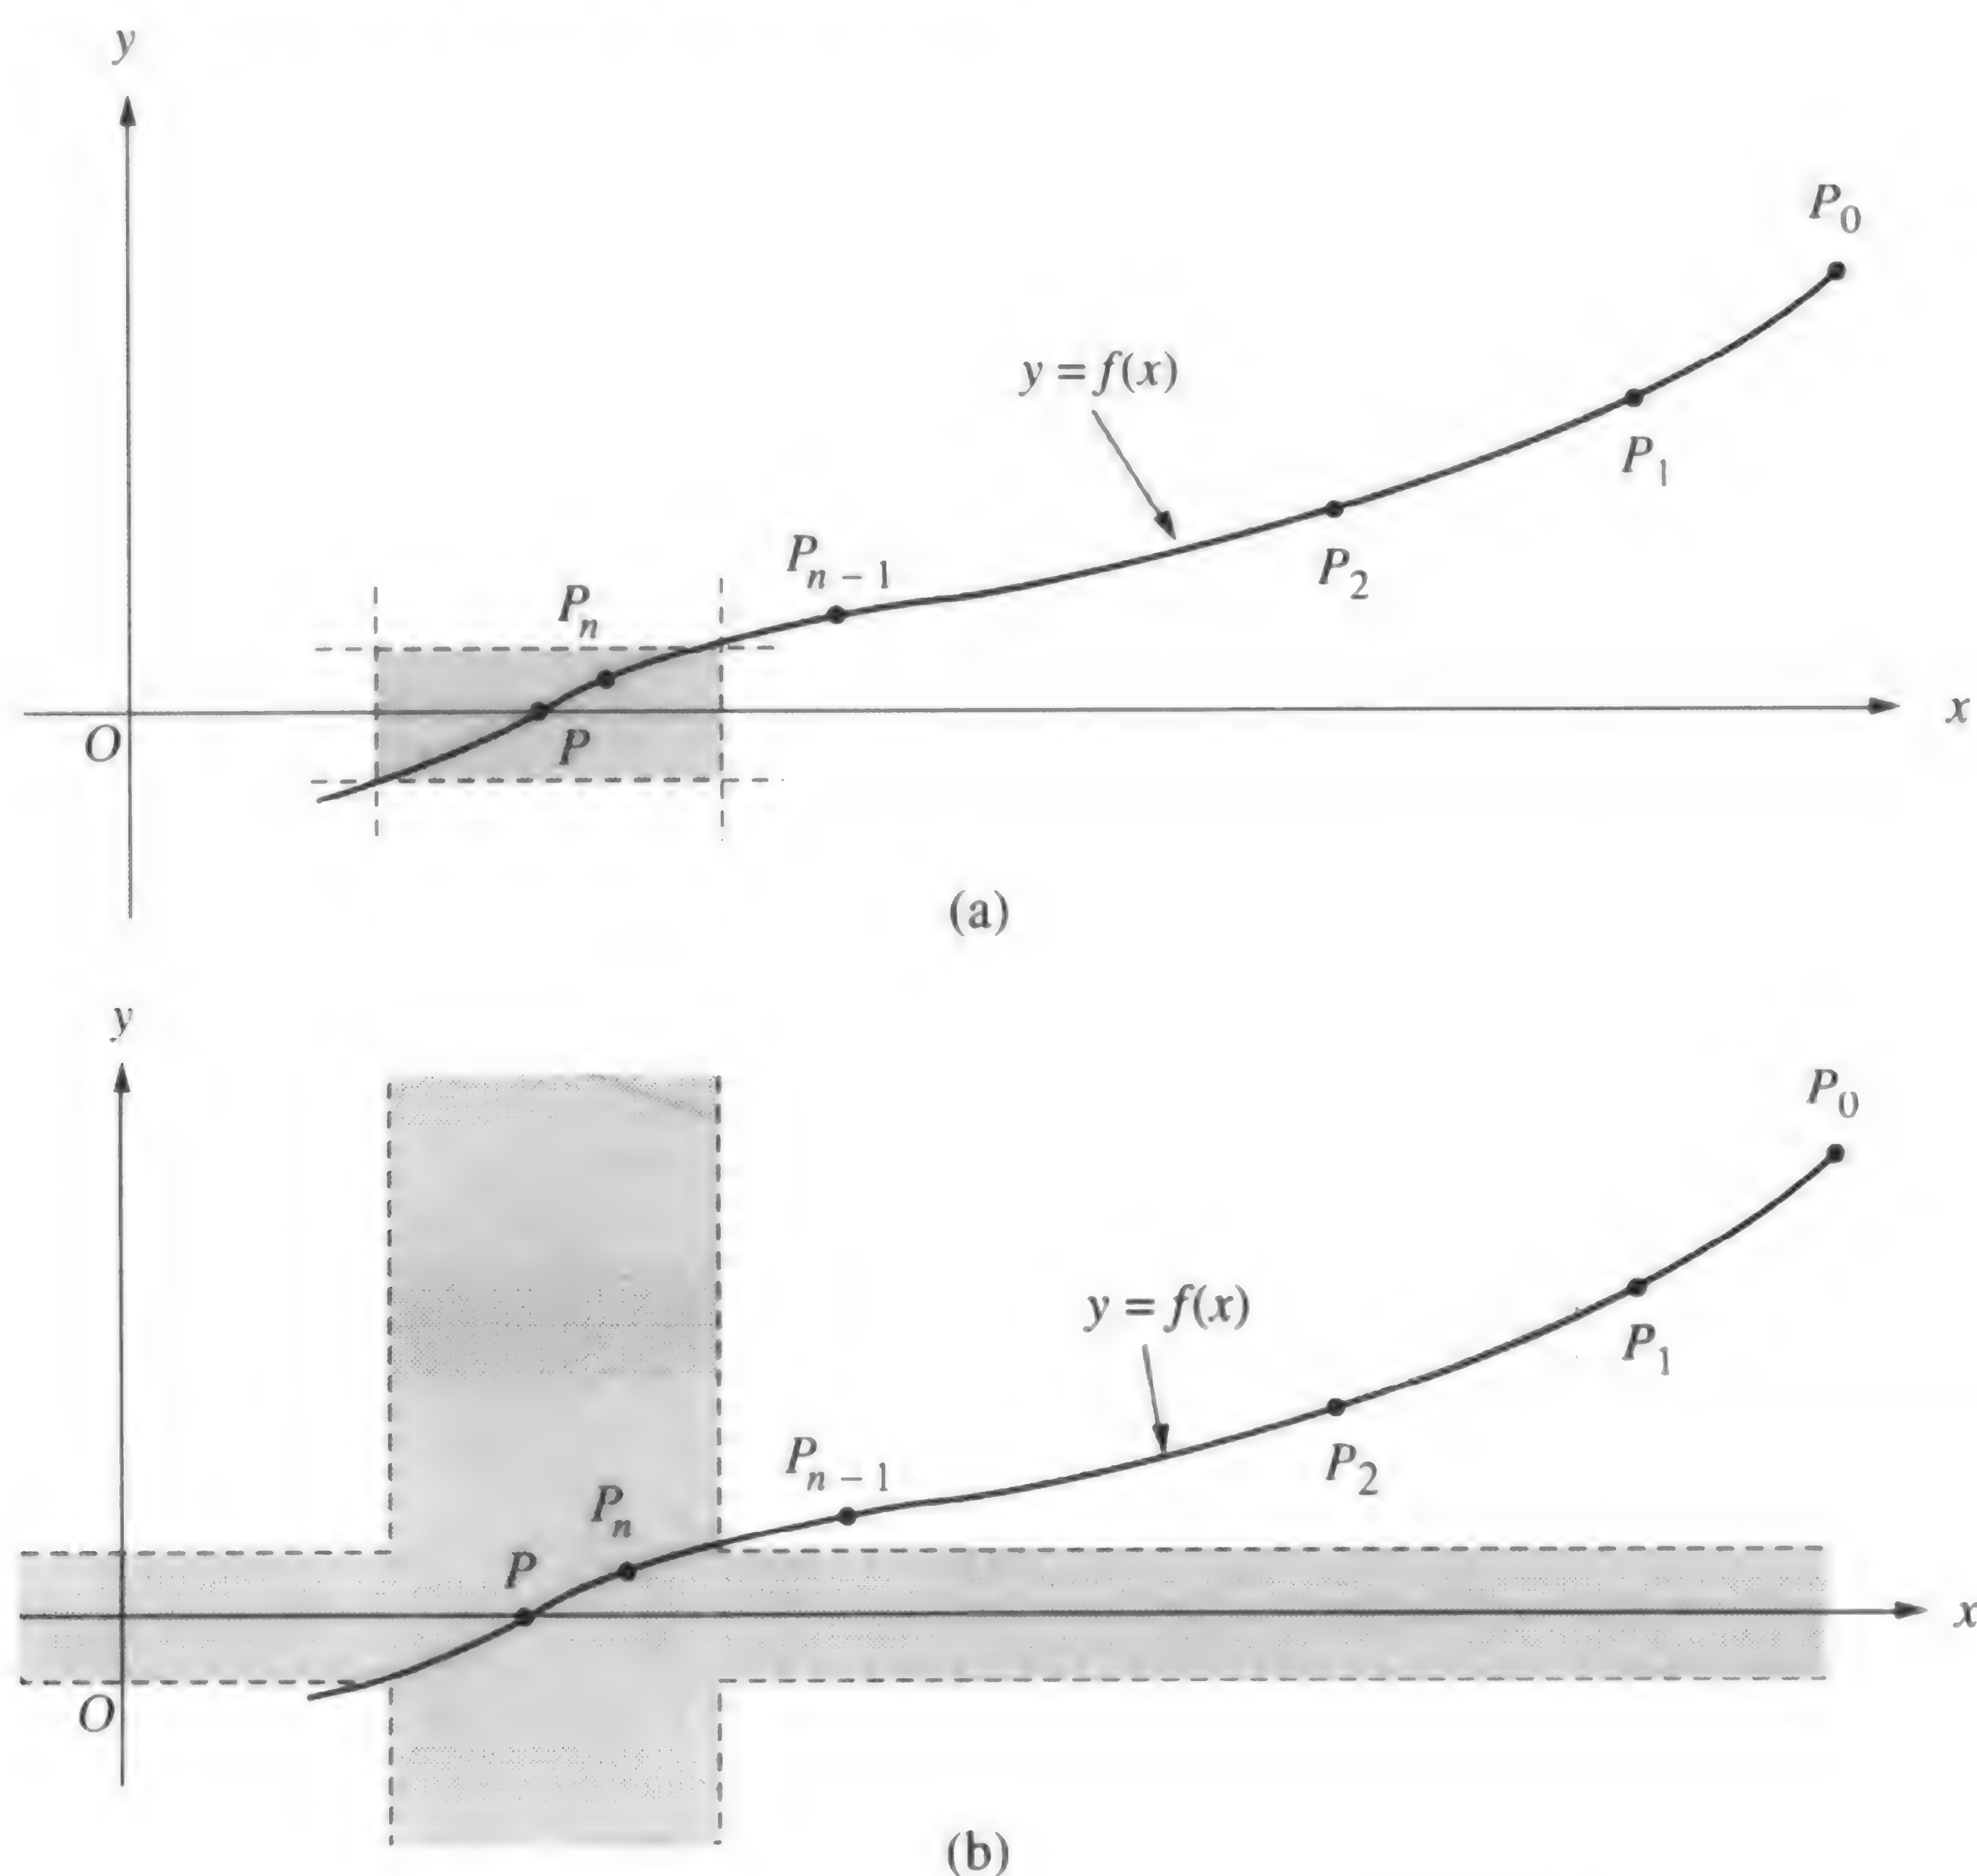 y
P0
y = f(x)
P1
Pn − 1
P2
Pn
x
O
P
(a)
y
P0
y = f(x)
P1
Pn − 1
P2
Pn
P
x
O
(b)